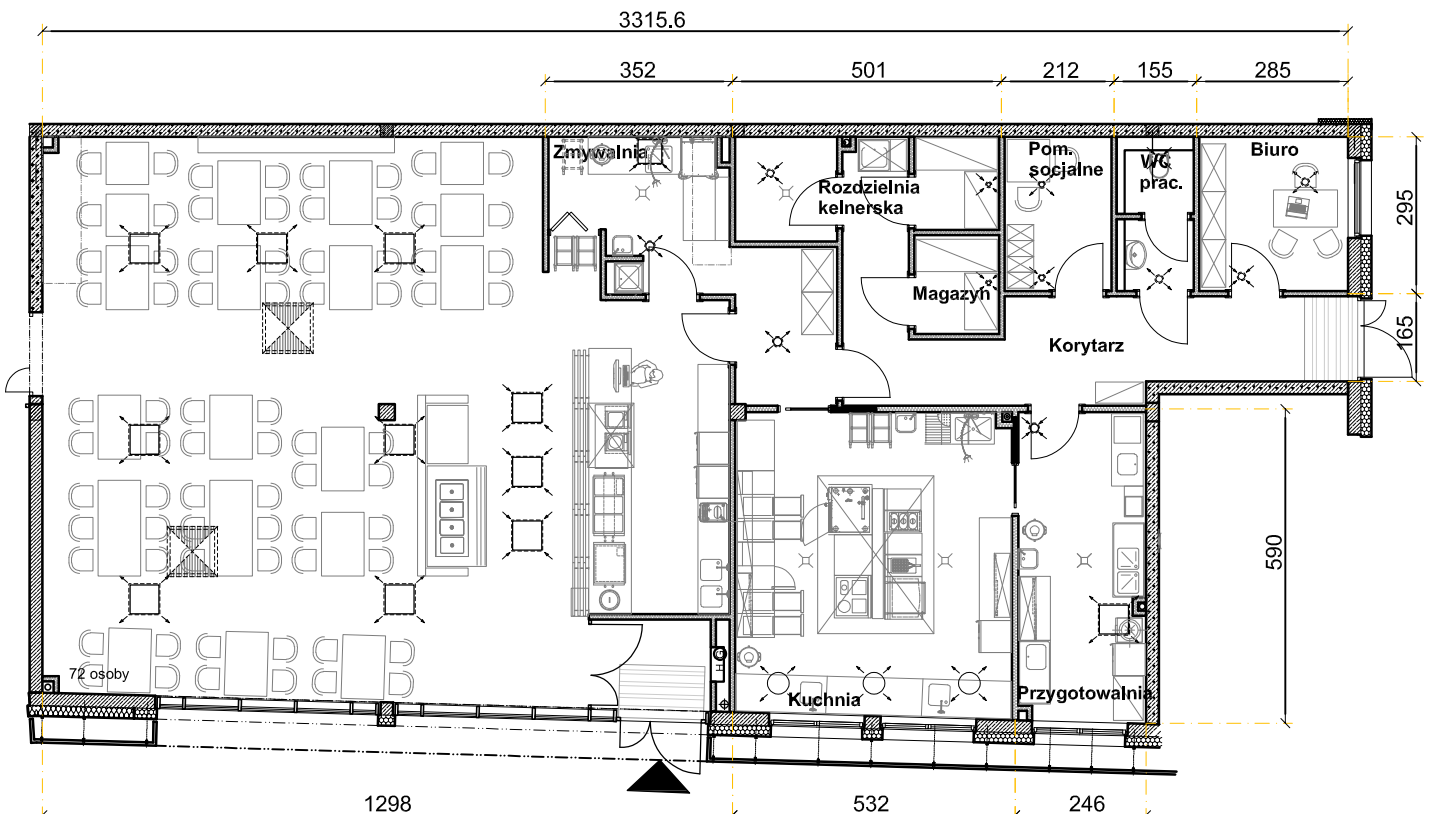 3315.6
352
501
212
155
285
Zmywalnia
Rozdzielnia
kelnerska
Pom.
socjalne
WC
prac.
Biuro
295
Magazyn
165
Korytarz
590
72 osoby
Kuchnia
Przygotowalnia
1298
532
246